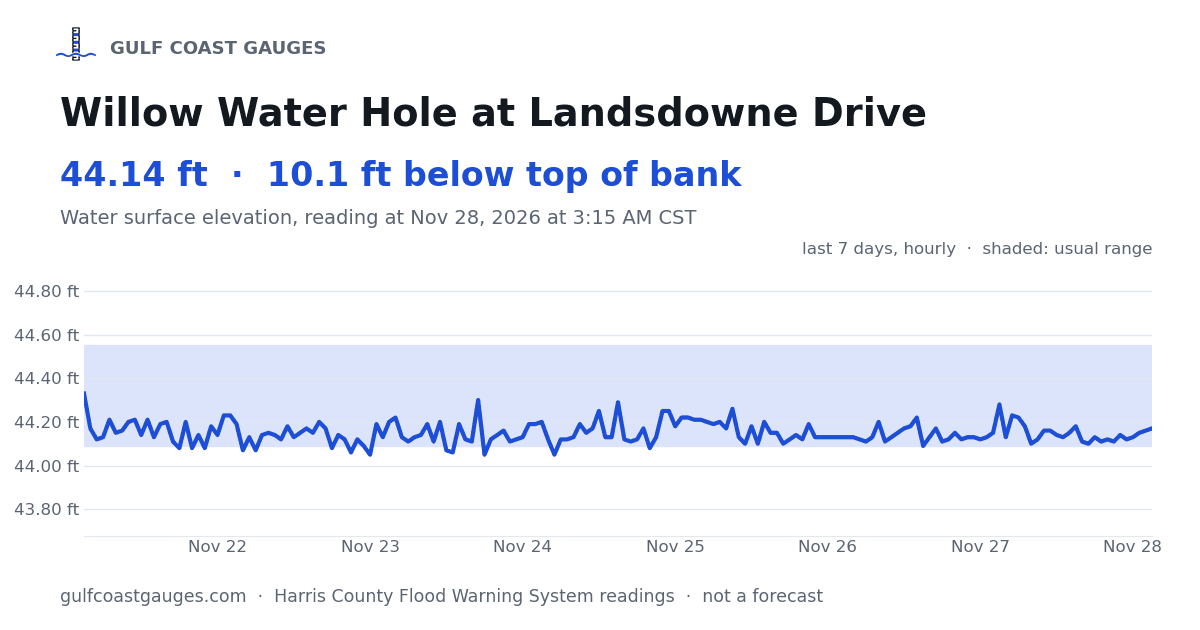 GULF COAST GAUGES
Willow Water Hole at Landsdowne Drive
44.14 ft · 10.1 ft below top of bank
Water surface elevation, reading at Nov 28, 2026 at 3:15 AM CST
last 7 days, hourly · shaded: usual range
44.80 ft
44.60 ft
44.40 ft
44.20 ft
44.00 ft
43.80 ft
Nov 22 Nov 23 Nov 24 Nov 25 Nov 26 Nov 27 Nov 28
gulfcoastgauges.com · Harris County Flood Warning System readings · not a forecast